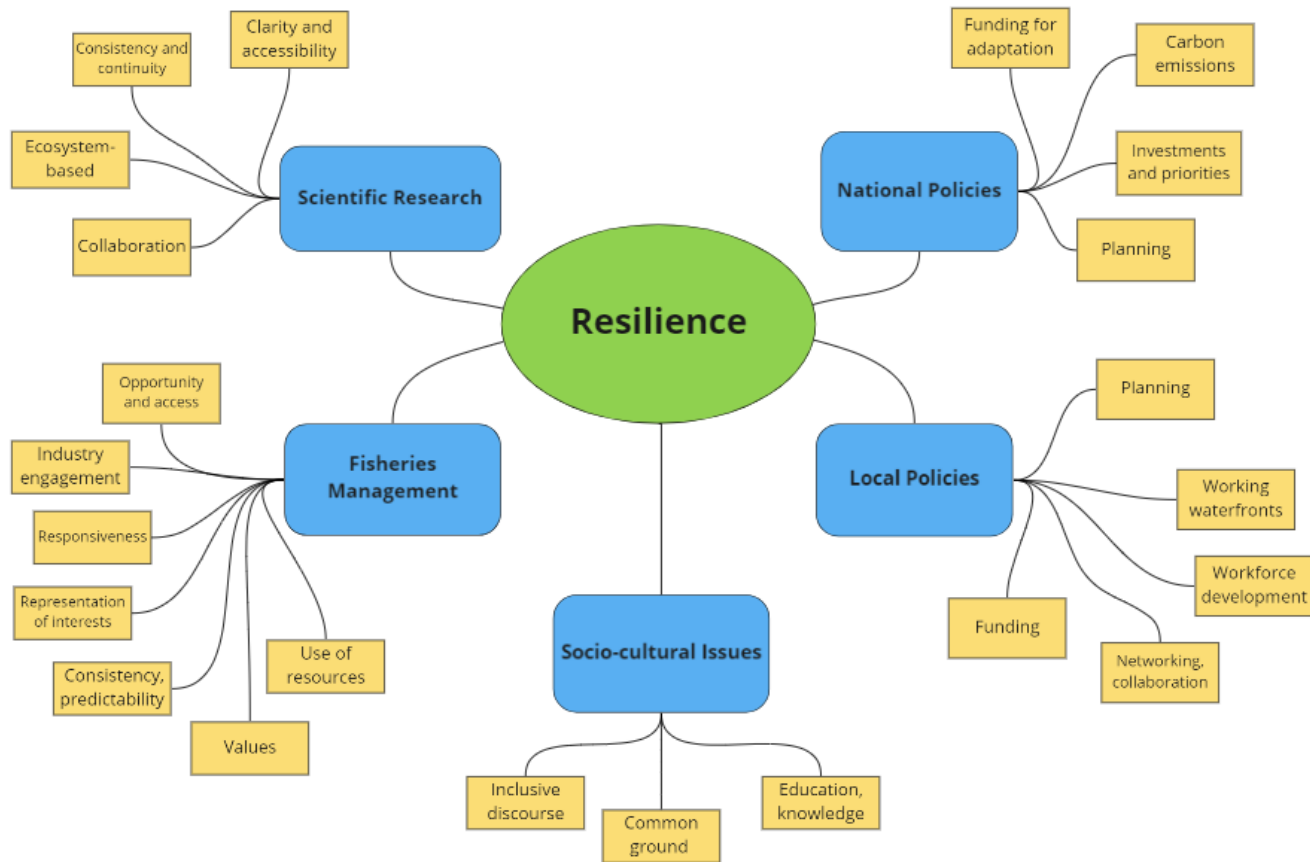 Clarity and
accessibility
Consistency and
continuity
Ecosystem-
based
Collaboration
Scientific Research
Funding for
adaptation
Carbon
emissions
Investments
and priorities
Planning
National Policies
Resilience
Opportunity
and access
Industry
engagement
Responsiveness
Representation
of interests
Consistency,
predictability
Values
Use of
resources
Fisheries
Management
Planning
Working
waterfronts
Workforce
development
Networking,
collaboration
Funding
Local Policies
Socio-cultural Issues
Inclusive
discourse
Common
ground
Education,
knowledge